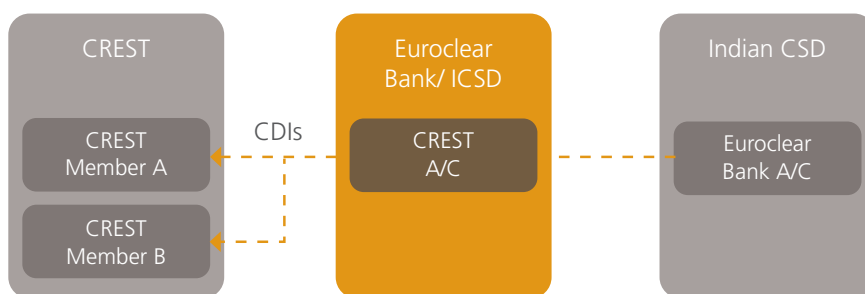 CREST
CREST
Member A
CREST
Member B
CDIs
Euroclear
Bank/ ICSD
CREST
A/C
Indian CSD
Euroclear
Bank A/C